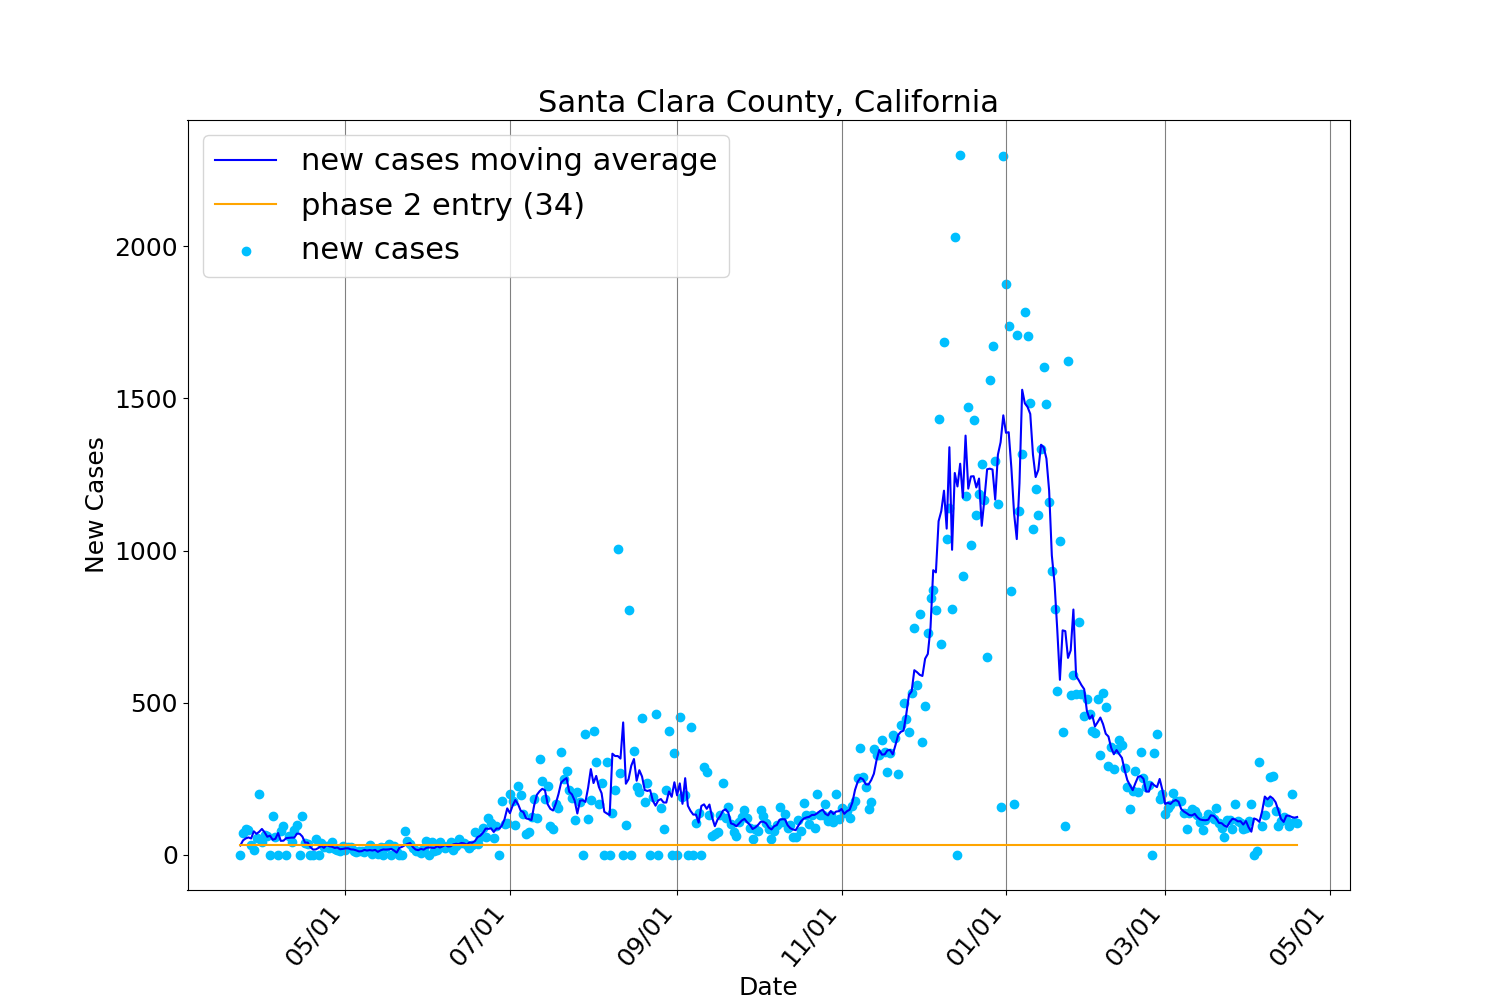 Santa Clara County, California
new cases moving average
phase 2 entry (34)
new cases
New Cases
2000
1500
1000
500
0
05/01
07/01
09/01
11/01
01/01
03/01
05/01
Date